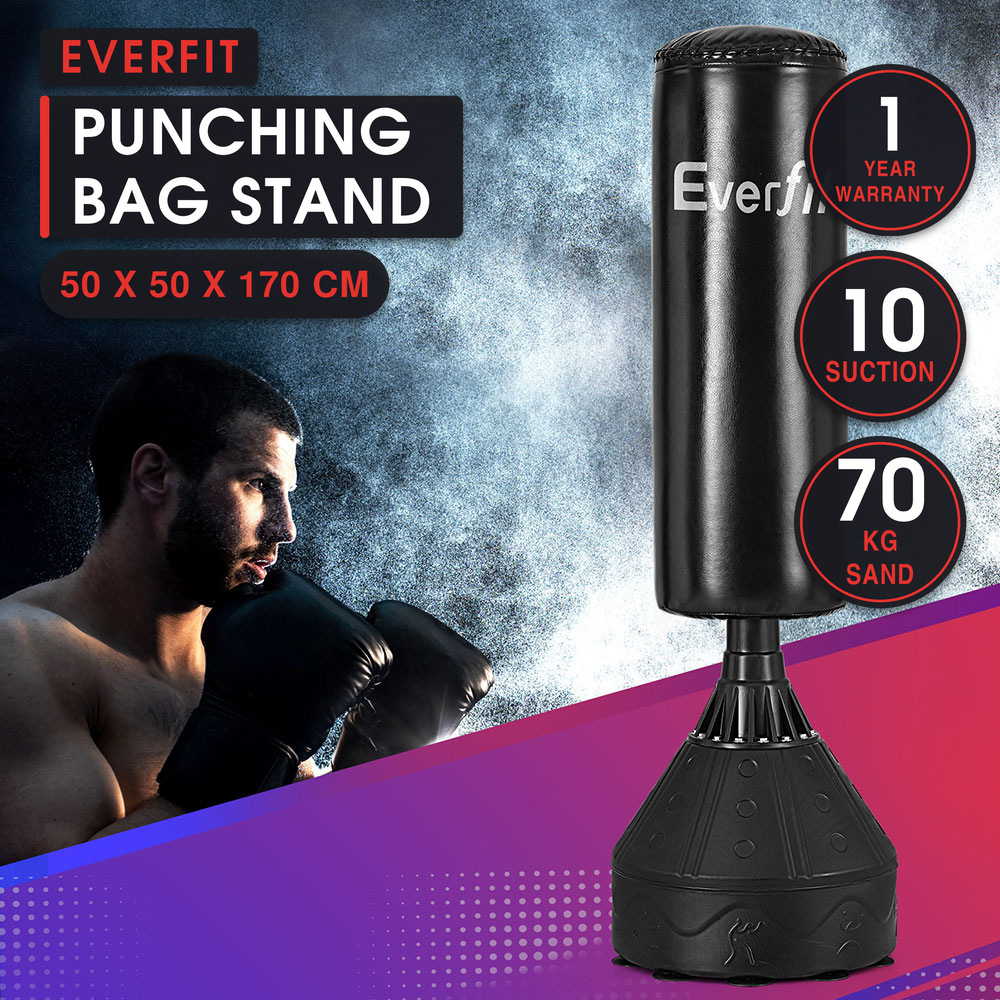 EVERFIT
PUNCHING
BAG STAND
50 X 50 X 170 CM
Everfit
1
YEAR
WARRANTY
10
SUCTION
70
KG
SAND